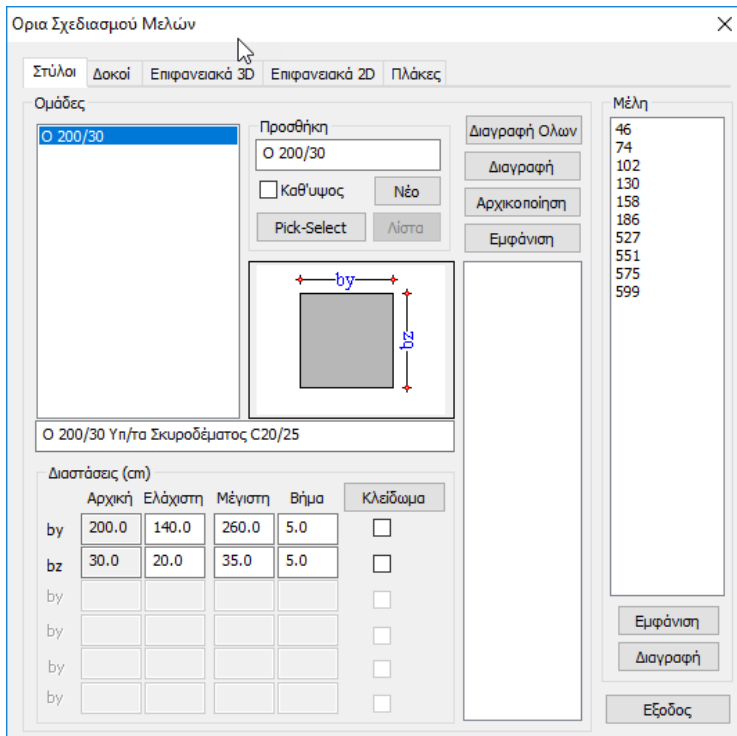 Ορια Σχεδιασμού Μελών
Στύλοι Δοκοί Επιφανειακά 3D Επιφανειακά 2D Πλάκες
Ομάδες
Ο 200/30
Προσθήκη
Ο 200/30
Καθ'υψος Νέο
Pick-Select Λίστα
Διαγραφή Ολων
Διαγραφή
Αρχικοποίηση
Εμφάνιση
by
bz
Ο 200/30 Υπ/τα Σκυροδέματος C20/25
Διαστάσεις (cm)
Αρχική Ελάχιστη Μέγιστη Βήμα Κλείδωμα
by 200.0 140.0 260.0 5.0
bz 30.0 20.0 35.0 5.0
by
by
by
by
Μέλη
46
74
102
130
158
186
527
551
575
599
Εμφάνιση
Διαγραφή
Εξοδος